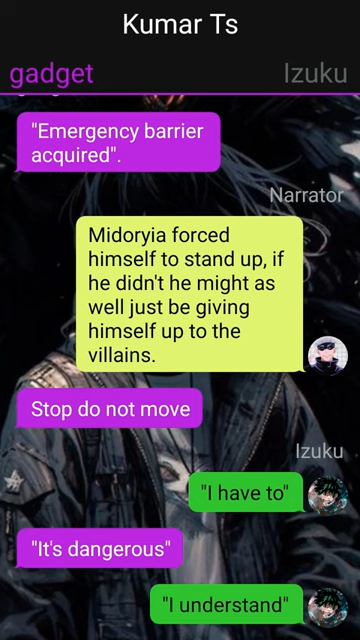 Kumar Ts
gadget
Izuku
"Emergency barrier
acquired".
Narrator
Midoryia forced
himself to stand up, if
he didn't he might as
well just be giving
himself up to the
villains.
Stop do not move
Izuku
"I have to"
"It's dangerous"
"I understand"